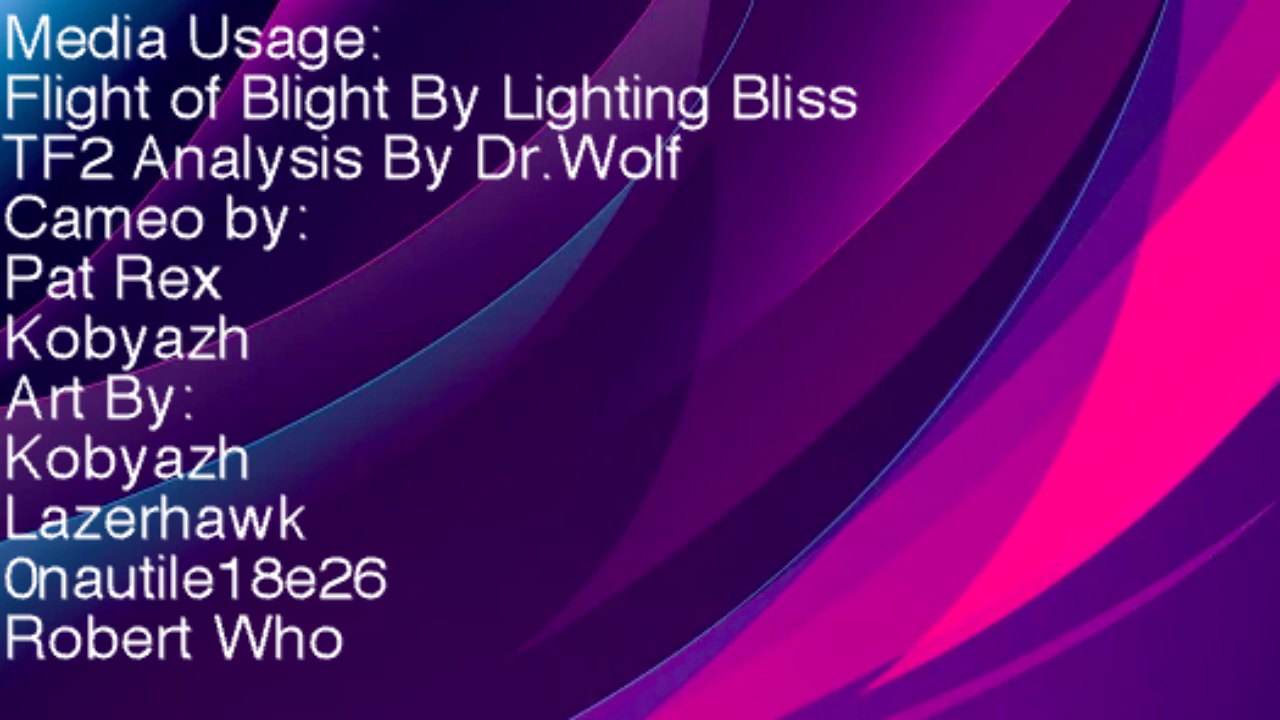 Media Usage:
Flight of Blight By Lighting Bliss
TF2 Analysis By Dr.Wolf
Cameo by:
Pat Rex
Kobyazh
Art By:
Kobyazh
Lazerhawk
0nautile18e26
Robert Who